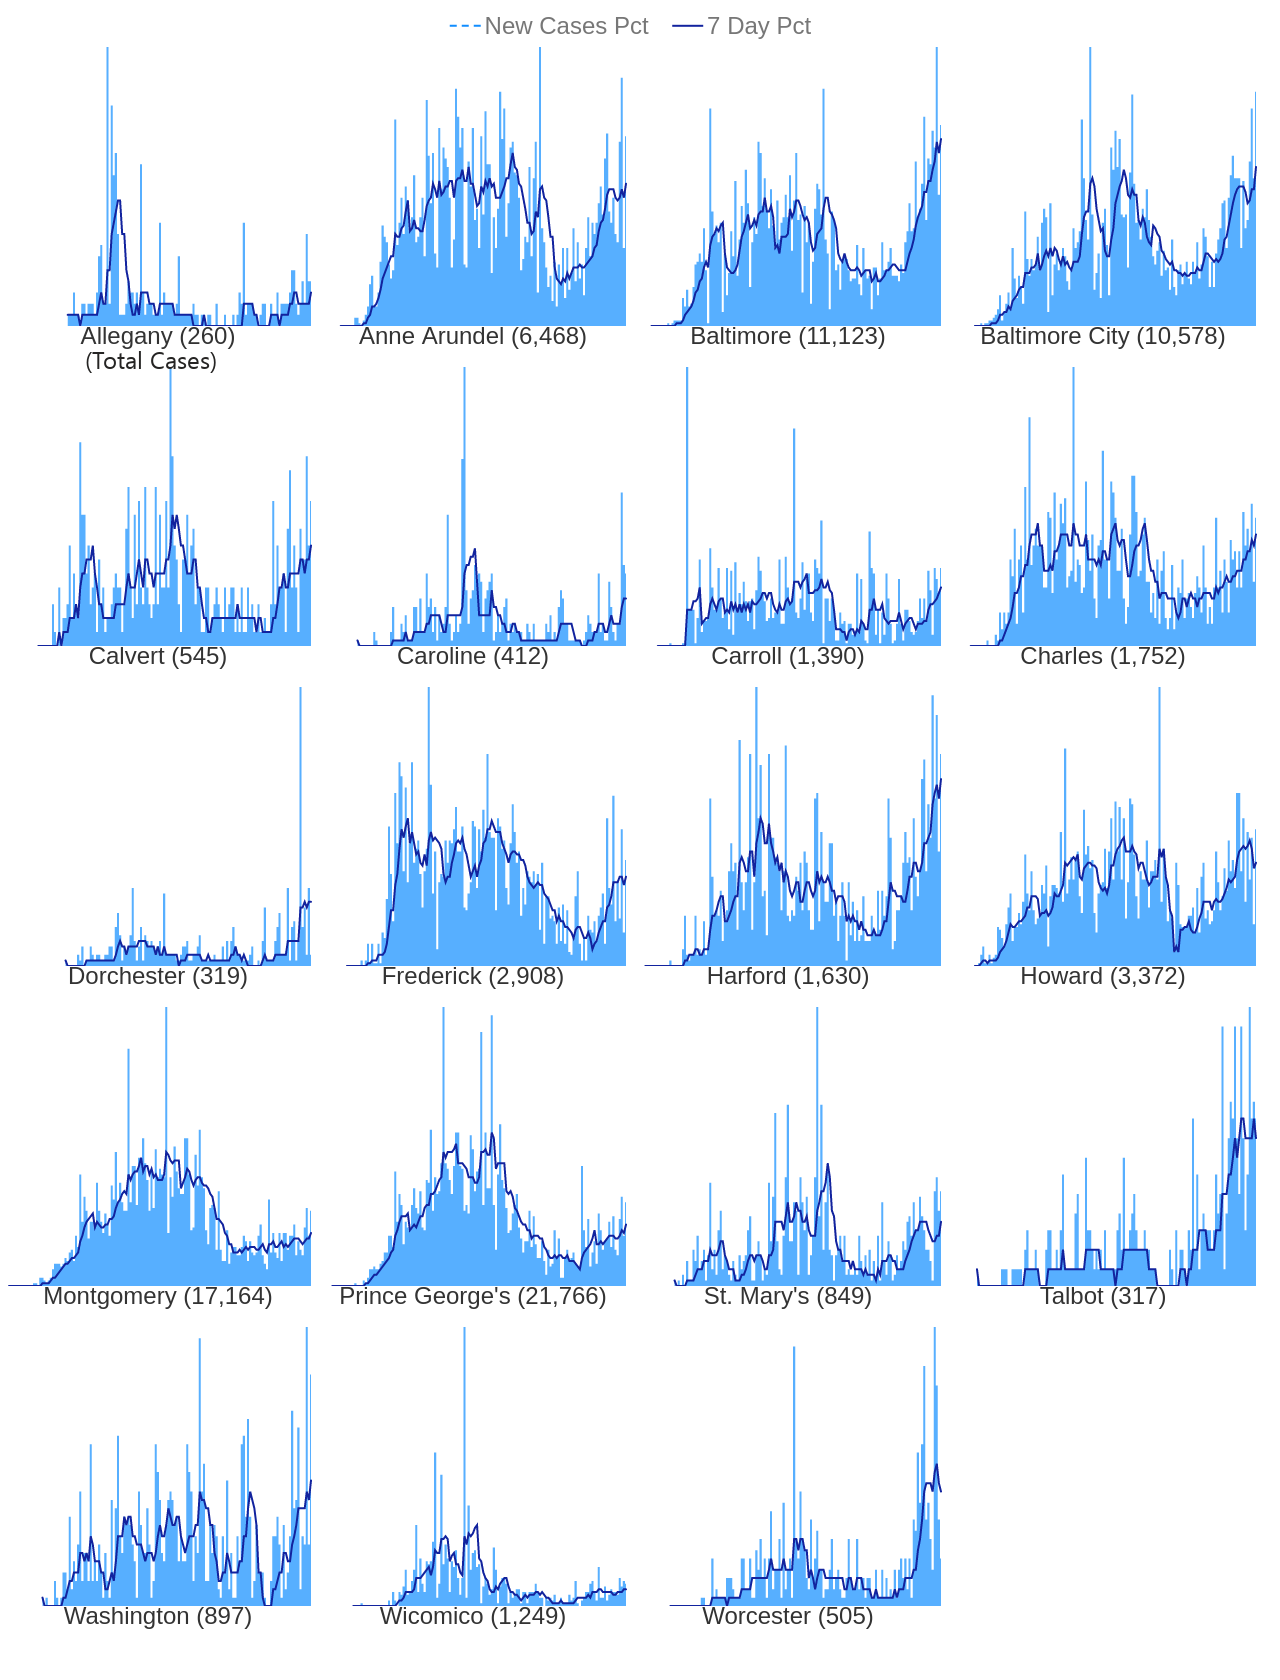 New Cases Pct 7 Day Pct
Allegany (260) Anne Arundel (6,468) Baltimore (11,123) Baltimore City (10,578)
(Total Cases)
Calvert (545) Caroline (412) Carroll (1,390) Charles (1,752)
Dorchester (319) Frederick (2,908) Harford (1,630) Howard (3,372)
Montgomery (17,164) Prince George's (21,766) St. Mary's (849) Talbot (317)
Washington (897) Wicomico (1,249) Worcester (505)